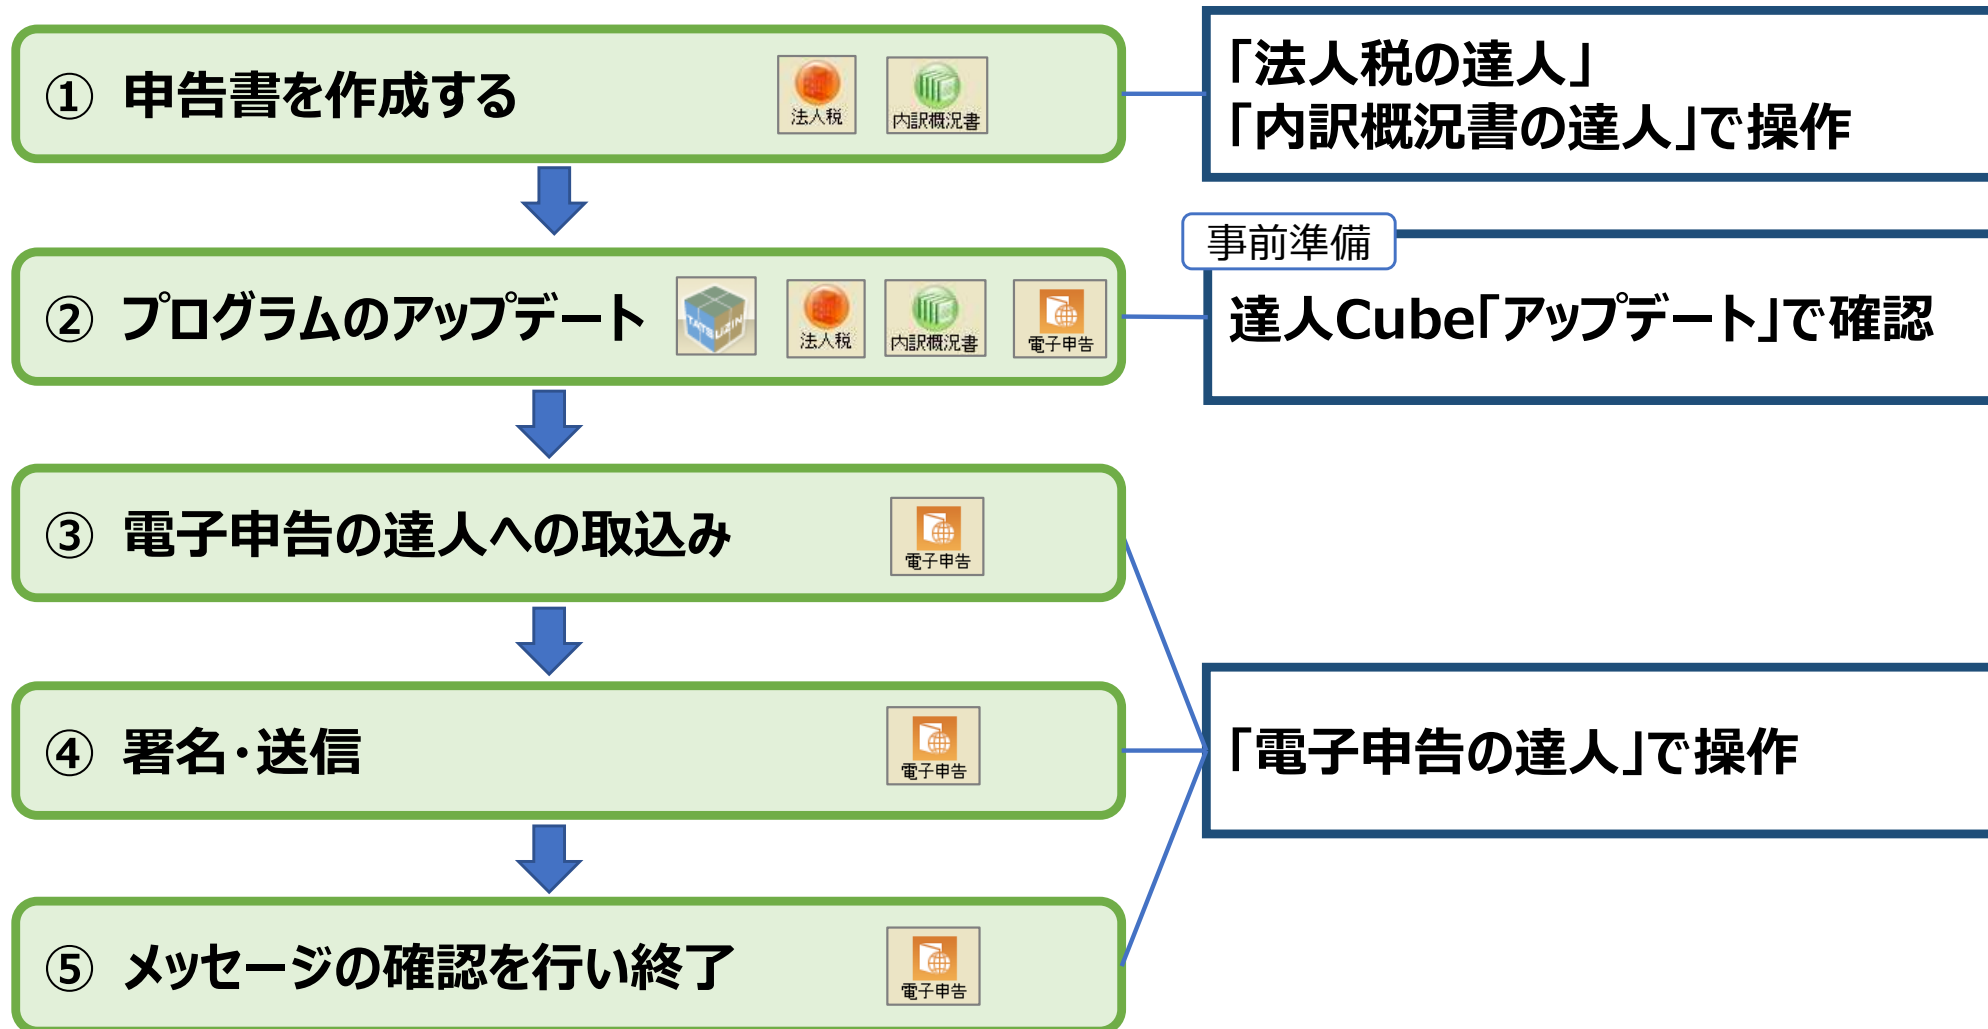 ① 申告書を作成する
法人税
内訳概況書
「法人税の達人」
「内訳概況書の達人」で操作
② プログラムのアップデート
TATSUZIN
法人税
内訳概況書
電子申告
事前準備
達人Cube「アップデート」で確認
③ 電子申告の達人への取込み
電子申告
④ 署名・送信
電子申告
「電子申告の達人」で操作
⑤ メッセージの確認を行い終了
電子申告